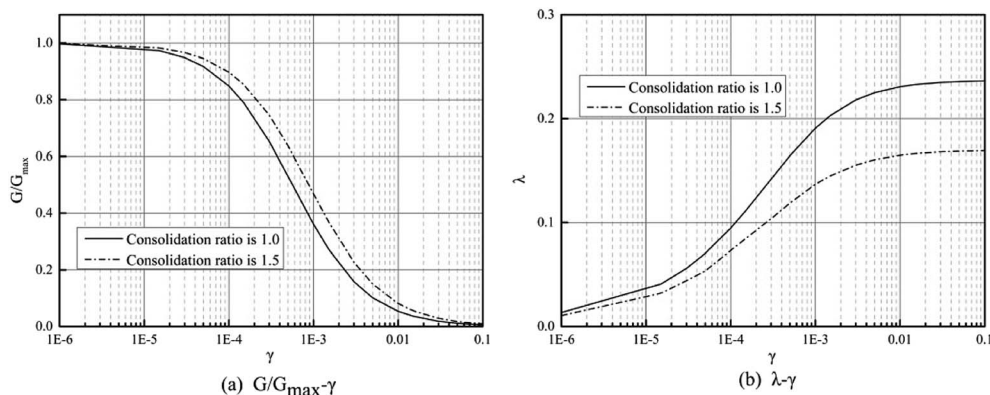 1.0
0.8
0.6
0.4
0.2
0.0
G/Gmax
Consolidation ratio is 1.0
Consolidation ratio is 1.5
1E-6 1E-5 1E-4 1E-3 0.01 0.1
γ
(a) G/Gmax-γ
0.3
0.2
0.1
0.0
λ
Consolidation ratio is 1.0
Consolidation ratio is 1.5
1E-6 1E-5 1E-4 1E-3 0.01 0.1
γ
(b) λ-γ